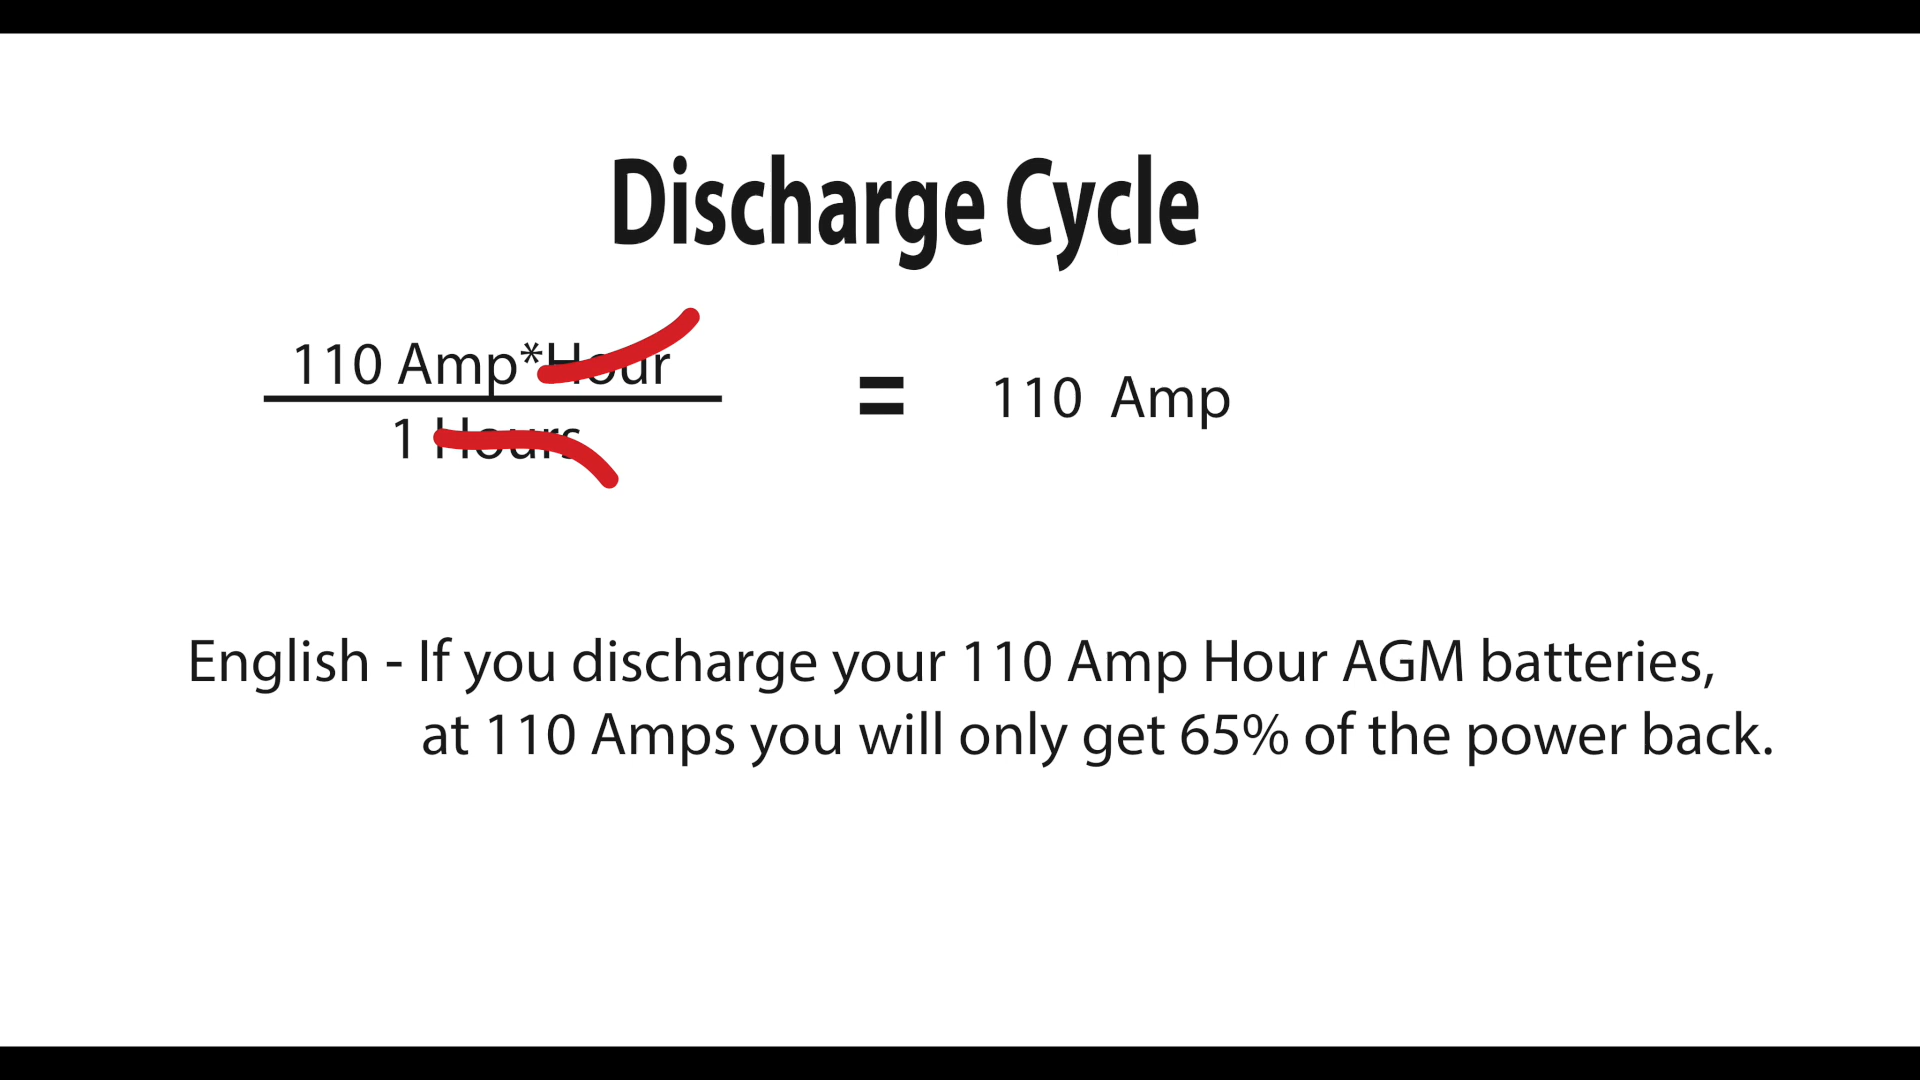 Discharge Cycle
110 Amp*Hour
1 Hours
= 110 Amp
English - If you discharge your 110 Amp Hour AGM batteries,
at 110 Amps you will only get 65% of the power back.